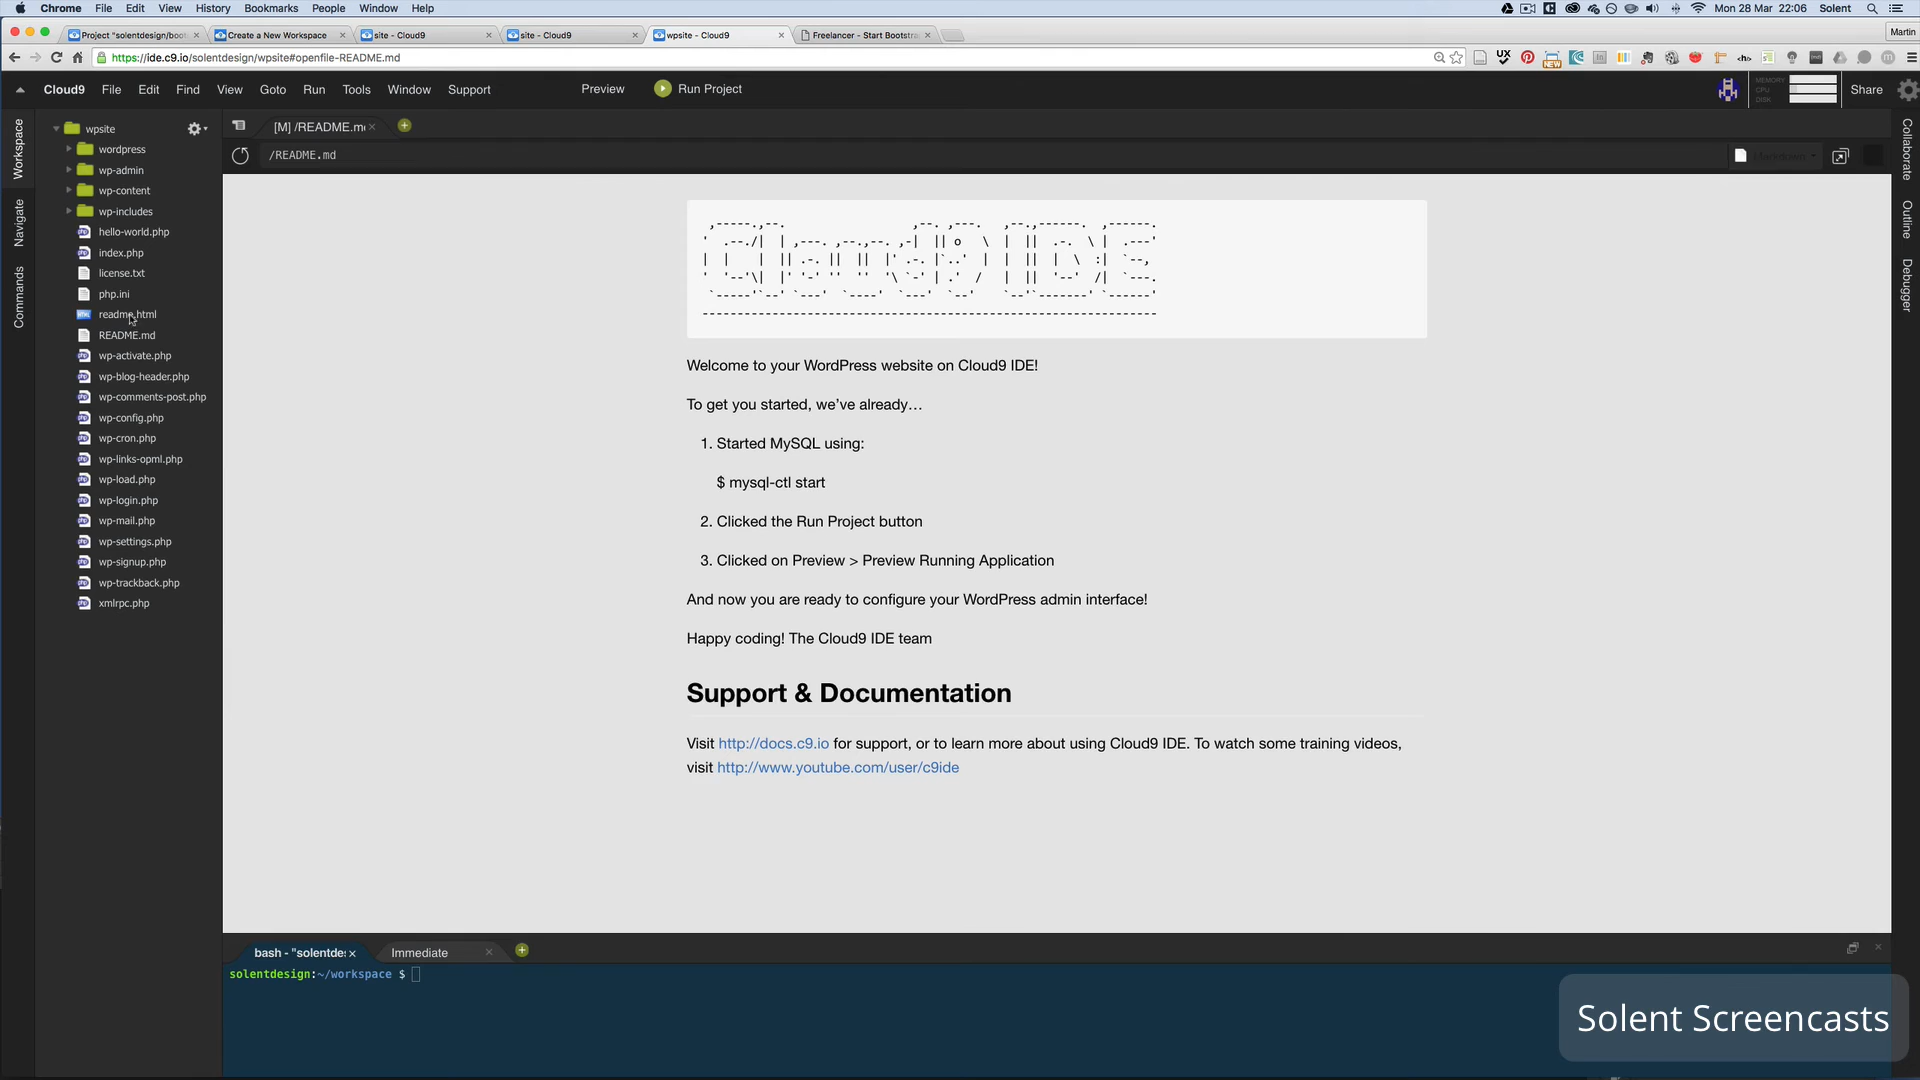 Chrome File Edit View History Bookmarks People Window Help Mon 28 Mar 22:06 Solent
Project "solentdesign/boo Create a New Workspace site - Cloud9 site - Cloud9 wpsite - Cloud9 Freelancer - Start Bootstra Martin
https://ide.c9.io/solentdesign/wpsite#openfile-README.md
Cloud9 File Edit View Find Goto Run Tools Window Support Preview Run Project MEMORY CPU DISK Share
Workspace
Navigate
Commands
wpsite
wordpress
wp-admin
wp-content
wp-includes
hello-world.php
index.php
license.txt
php.ini
readme.html
README.md
wp-activate.php
wp-blog-header.php
wp-comments-post.php
wp-config.php
wp-cron.php
wp-links-opml.php
wp-load.php
wp-login.php
wp-mail.php
wp-settings.php
wp-signup.php
wp-trackback.php
xmlrpc.php
[M] /README.m
/README.md
Markdown
Cloud9 IDE
Welcome to your WordPress website on Cloud9 IDE!
To get you started, we’ve already…
1. Started MySQL using:
$ mysql-ctl start
2. Clicked the Run Project button
3. Clicked on Preview > Preview Running Application
And now you are ready to configure your WordPress admin interface!
Happy coding! The Cloud9 IDE team
Support & Documentation
Visit http://docs.c9.io for support, or to learn more about using Cloud9 IDE. To watch some training videos,
visit http://www.youtube.com/user/c9ide
Collaborate
Outline
Debugger
bash - "solentdes Immediate
solentdesign:~/workspace $
Solent Screencasts